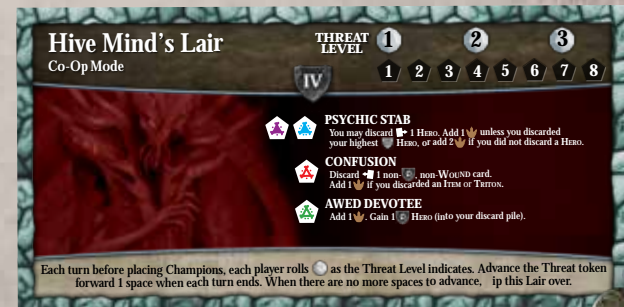 Hive Mind's Lair
Co-Op Mode
THREAT LEVEL 1 2 3
1 2 3 4 5 6 7 8
IV
PSYCHIC STAB
You may discard 1 HERO. Add 1 unless you discarded
your highest HERO, or add 2 if you did not discard a HERO.
CONFUSION
Discard 1 non- , non-WOUND card.
Add 1 if you discarded an ITEM or TRITON.
AWED DEVOTEE
Add 1 . Gain 1 HERO (into your discard pile).
Each turn before placing Champions, each player rolls as the Threat Level indicates. Advance the Threat token
forward 1 space when each turn ends. When there are no more spaces to advance, ip this Lair over.